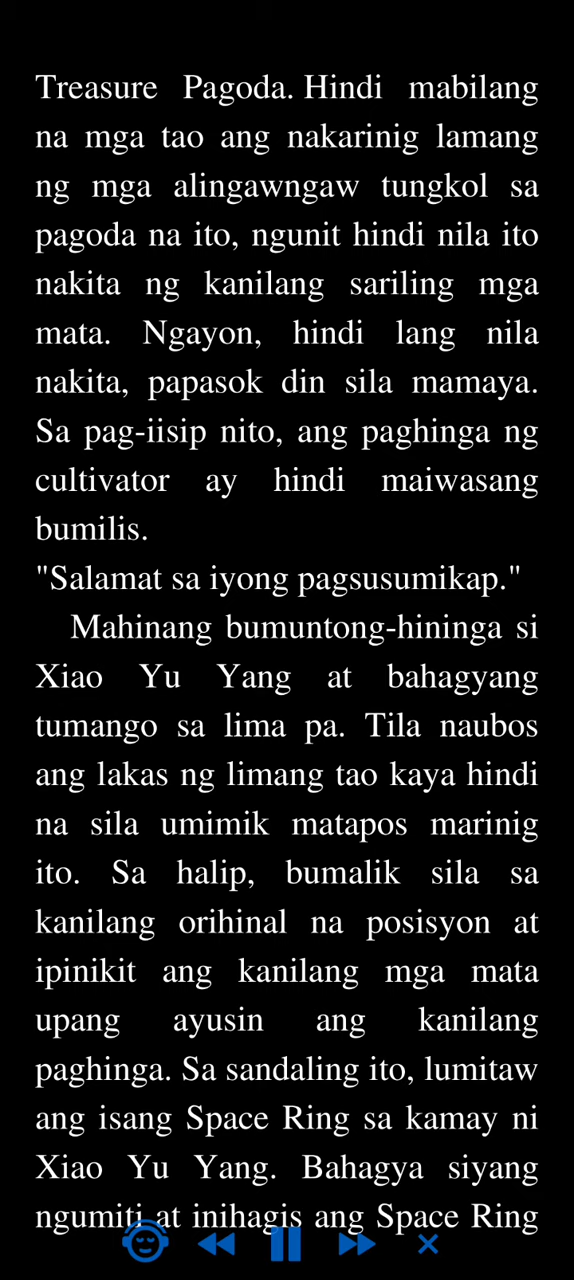 Treasure Pagoda. Hindi mabilang
na mga tao ang nakarinig lamang
ng mga alingawngaw tungkol sa
pagoda na ito, ngunit hindi nila ito
nakita ng kanilang sariling mga
mata. Ngayon, hindi lang nila
nakita, papasok din sila mamaya.
Sa pag-iisip nito, ang paghinga ng
cultivator ay hindi maiwasang
bumilis.
"Salamat sa iyong pagsusumikap."
Mahinang bumuntong-hininga si
Xiao Yu Yang at bahagyang
tumango sa lima pa. Tila naubos
ang lakas ng limang tao kaya hindi
na sila umimik matapos marinig
ito. Sa halip, bumalik sila sa
kanilang orihinal na posisyon at
ipinikit ang kanilang mga mata
upang ayusin ang kanilang
paghinga. Sa sandaling ito, lumitaw
ang isang Space Ring sa kamay ni
Xiao Yu Yang. Bahagya siyang
ngumiti at inihagis ang Space Ring